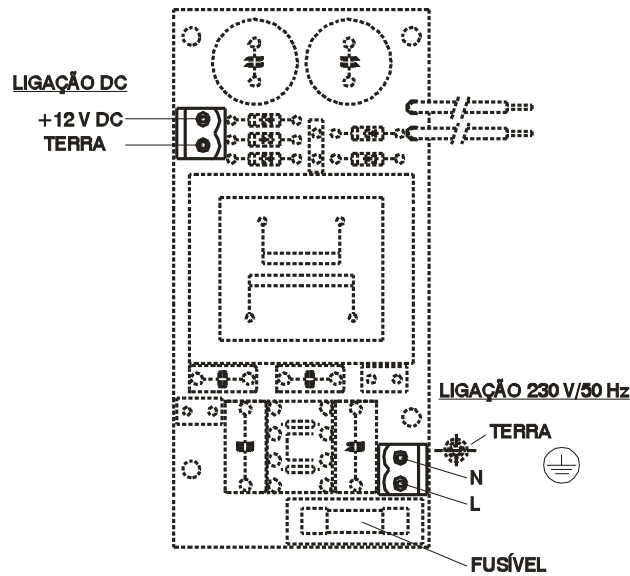 LIGAÇÃO DC
+12 V DC
TERRA
LIGAÇÃO 230 V/50 Hz
TERRA
N
L
FUSÍVEL